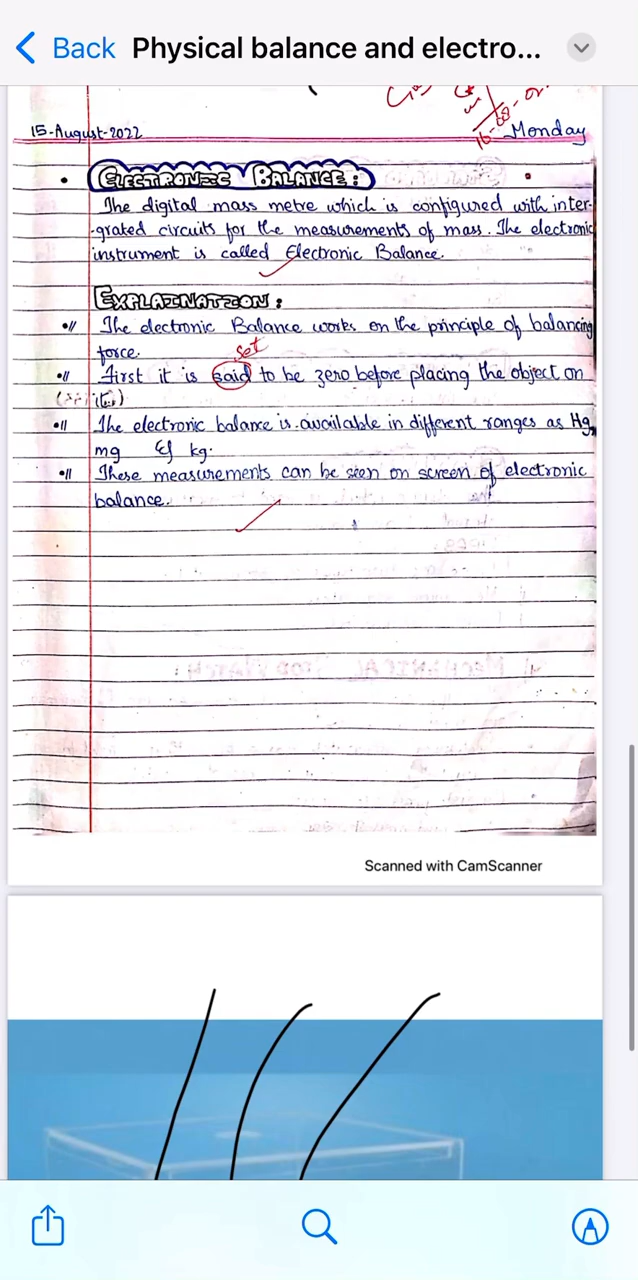 Back Physical balance and electro...
15-August-2022
Monday
• ELECTRONIC BALANCE:
The digital mass metre which is configured with inter-
-grated circuits for the measurements of mass. The electronic
instrument is called Electronic Balance.
EXPLAINATION:
The electronic Balance works on the principle of balancing
force.
set
First it is said to be zero before placing the object on
it.
The electronic balance is available in different ranges as Hg,
mg & kg.
These measurements can be seen on screen of electronic
balance.
Scanned with CamScanner